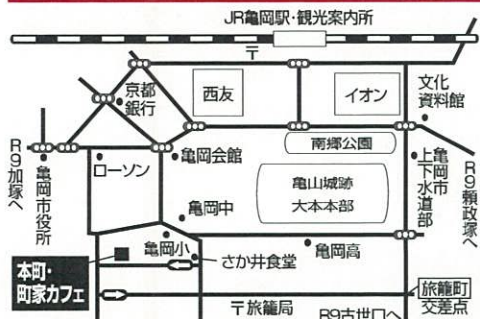 JR亀岡駅・観光案内所
〒
京都
銀行
西友
イオン
文化
資料館
南郷公園
R9加塚へ
亀岡市役所
ローソン
亀岡会館
亀山城跡
大本本部
亀岡市
上下水道部
R9頼政塚へ
亀岡中
亀岡小
さか井食堂
亀岡高
本町・
町家カフェ
〒旅籠局
R9古世口へ
旅籠町
交差点